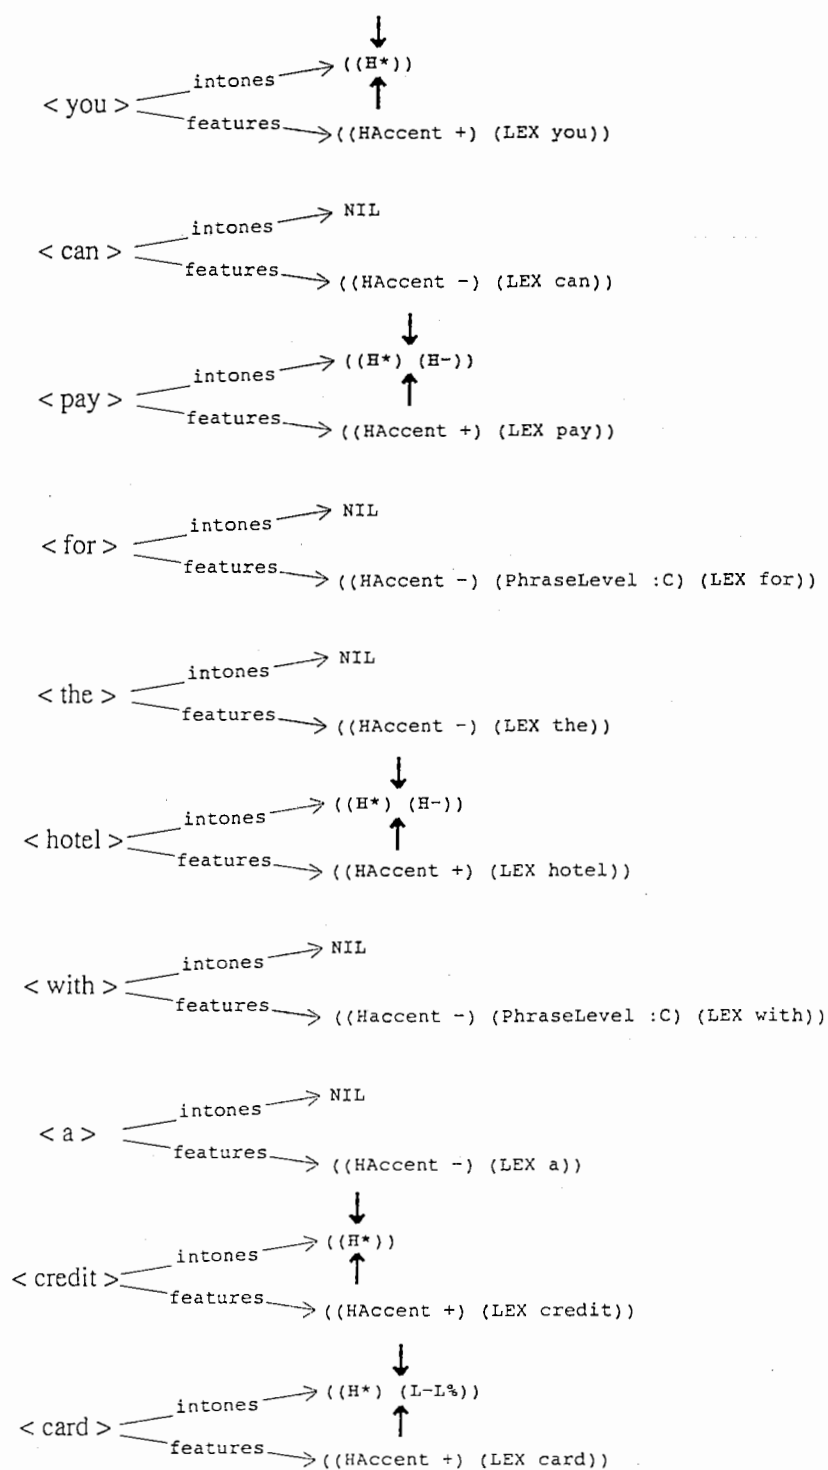 ((H*))
intones
< you >
features
((HAccent +) (LEX you))
NIL
intones
< can >
features
((HAccent -) (LEX can))
((H*) (H-))
intones
< pay >
features
((HAccent +) (LEX pay))
NIL
intones
< for >
features
((HAccent -) (PhraseLevel :C) (LEX for))
NIL
intones
< the >
features
((HAccent -) (LEX the))
((H*) (H-))
intones
< hotel >
features
((HAccent +) (LEX hotel))
NIL
intones
< with >
features
((Haccent -) (PhraseLevel :C) (LEX with))
NIL
intones
< a >
features
((HAccent -) (LEX a))
((H*))
intones
< credit >
features
((HAccent +) (LEX credit))
((H*) (L-L%))
intones
< card >
features
((HAccent +) (LEX card))